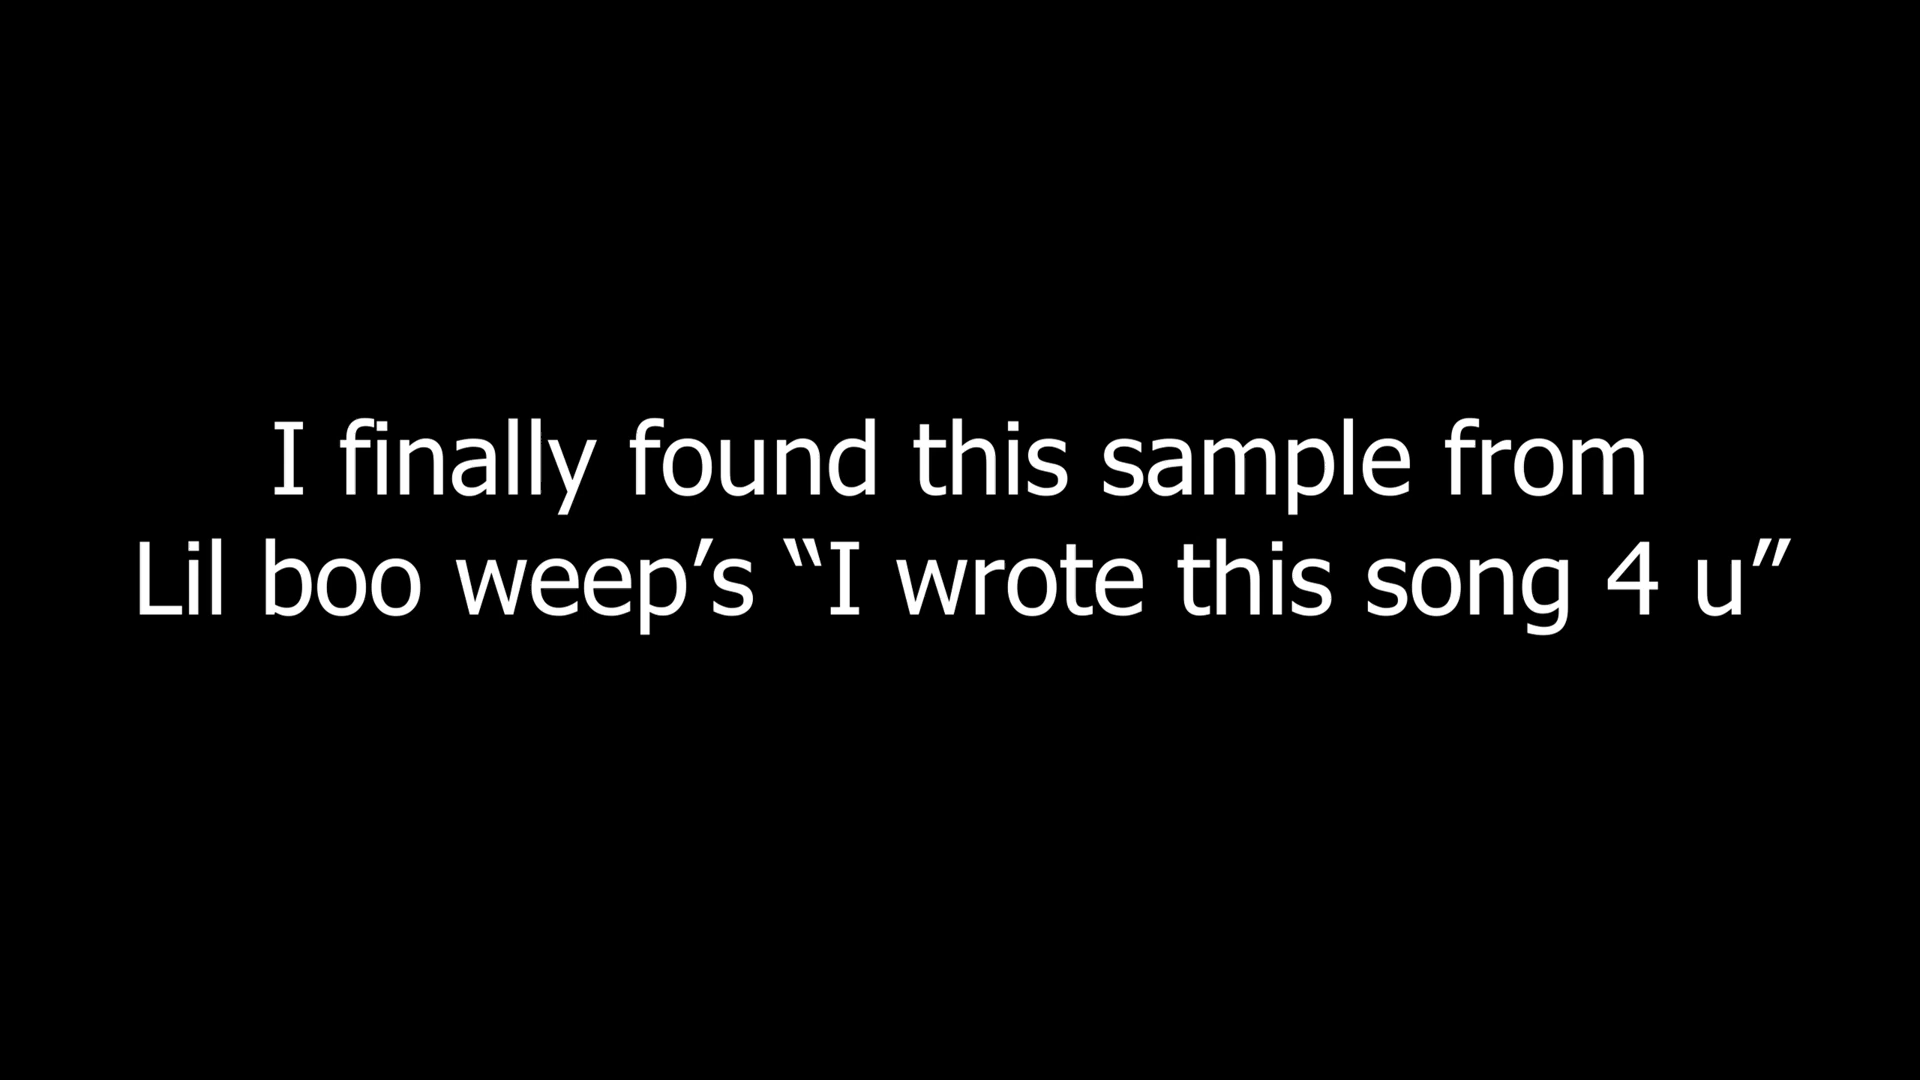 I finally found this sample from
Lil boo weep’s “I wrote this song 4 u”